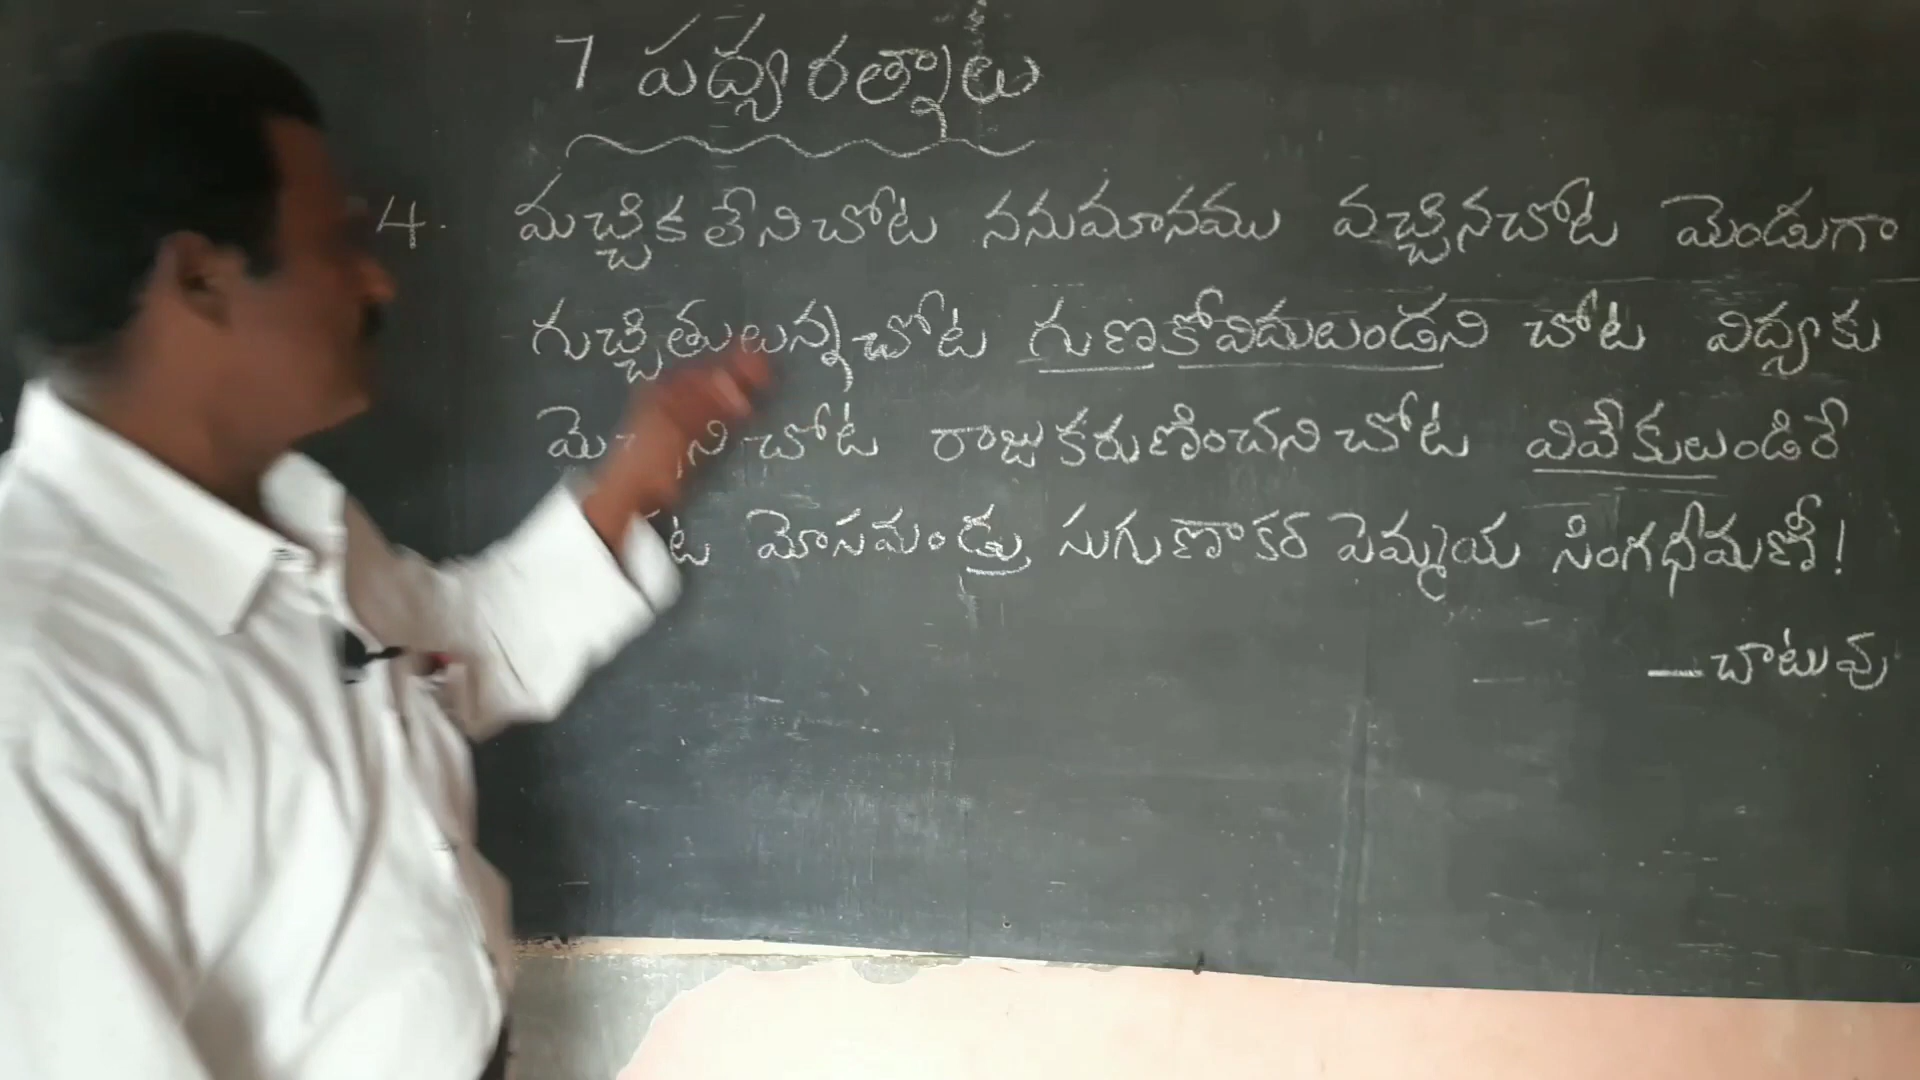 7 పద్య రత్నాలు
4. మచ్చిక లేనిచోట ననుమానము వచ్చినచోట మెండుగా
గుచ్చితులున్నచోట గుణకోవిదులుండని చోట విద్యకు
చోట రాజు కరుణించనిచోట వివేకులుండిరే
మోసమండ్రు సుగుణాకర పెమ్మయ సింగధీమణీ!
— చాటువు